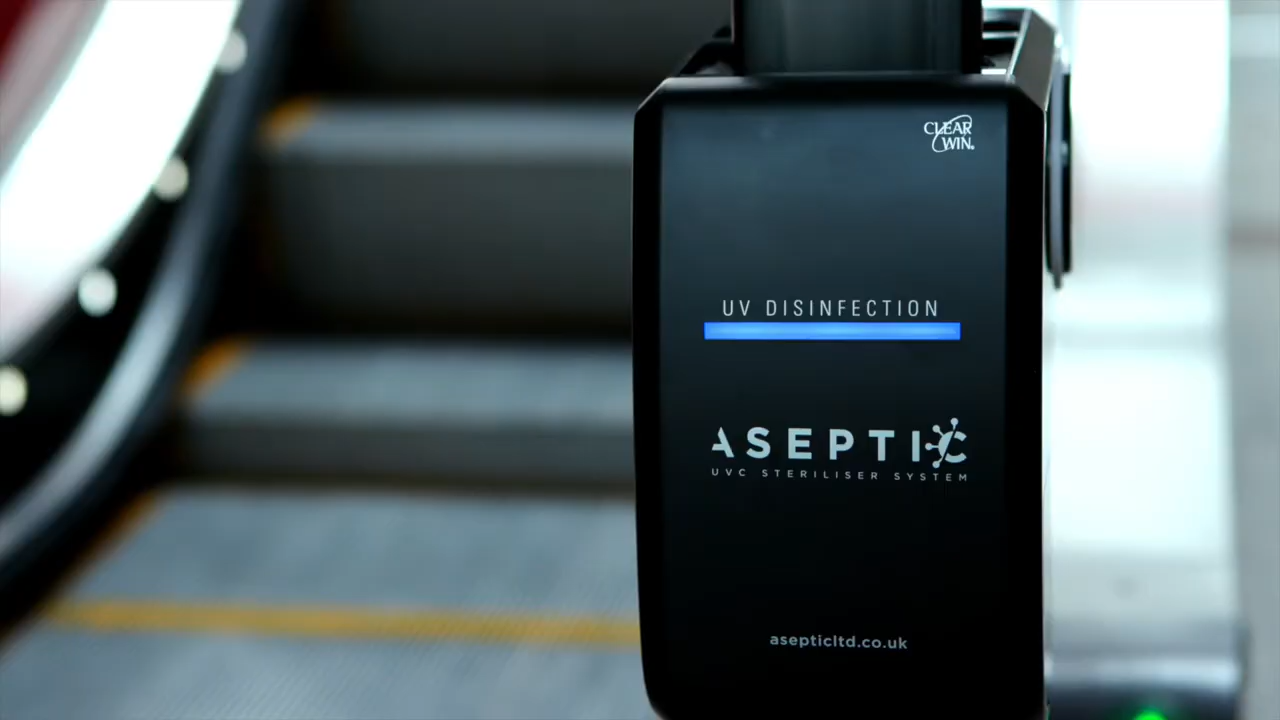 CLEAR
WIN
UV DISINFECTION
ASEPTIC
UVC STERILISER SYSTEM
asepticltd.co.uk